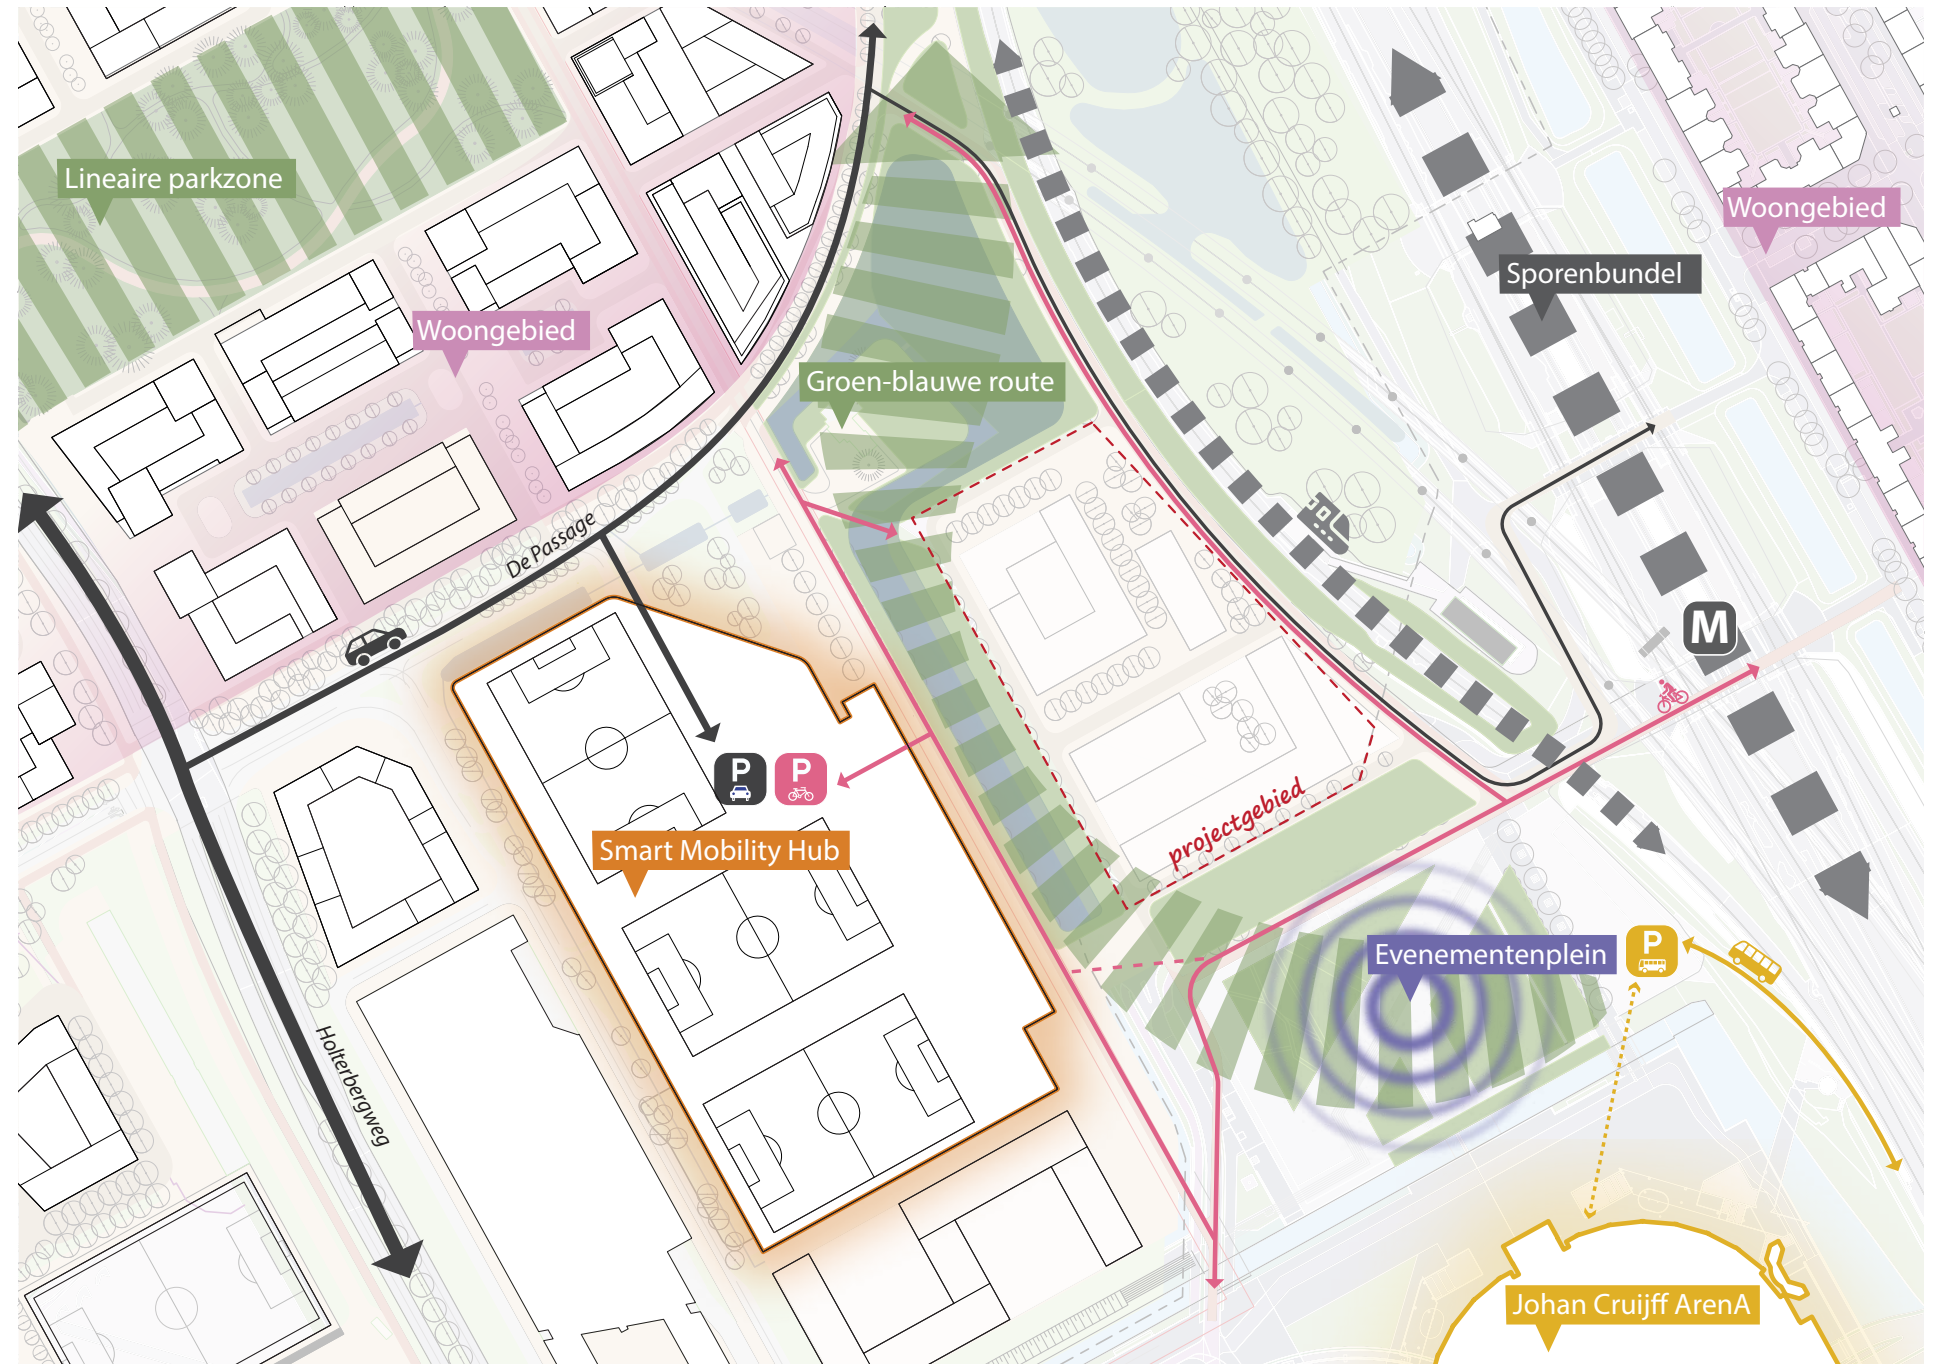 Lineaire parkzone
Woongebied
Sporenbundel
Woongebied
Groen-blauwe route
De Passage
M
projectgebied
P
P
Smart Mobility Hub
Evenementenplein
P
Holterbergweg
Johan Cruijff ArenA